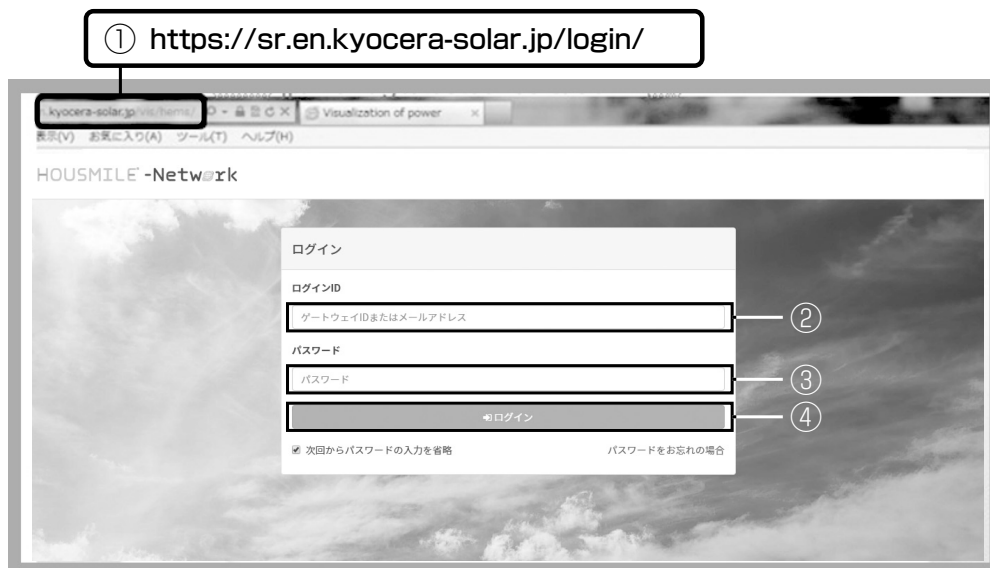 ① https://sr.en.kyocera-solar.jp/login/
.kyocera-solar.jp/vis/hems/
Visualization of power ×
表示(V) お気に入り(A) ツール(T) ヘルプ(H)
HOUSMILE-Network
ログイン
ログインID
ゲートウェイIDまたはメールアドレス
②
パスワード
パスワード
③
ログイン
④
次回からパスワードの入力を省略 パスワードをお忘れの場合